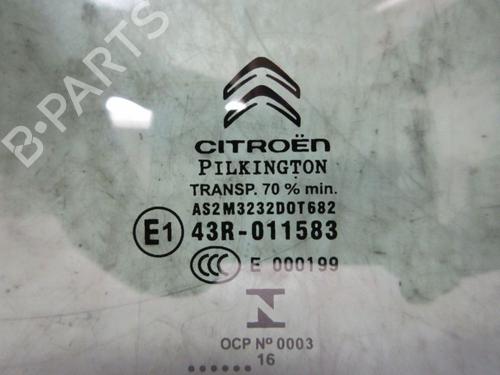 B-PARTS
CITROËN
PILKINGTON
TRANSP. 70 % min.
AS2M3232DOT682
E1 43R-011583
CCC E 000199
N
OCP Nº 0003
......16